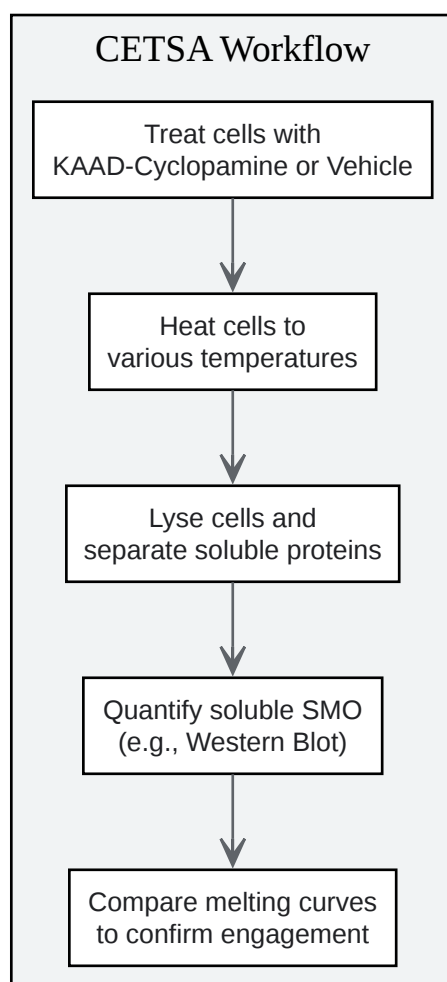 CETSA Workflow
Treat cells with
KAAD-Cyclopamine or Vehicle
Heat cells to
various temperatures
Lyse cells and
separate soluble proteins
Quantify soluble SMO
(e.g., Western Blot)
Compare melting curves
to confirm engagement